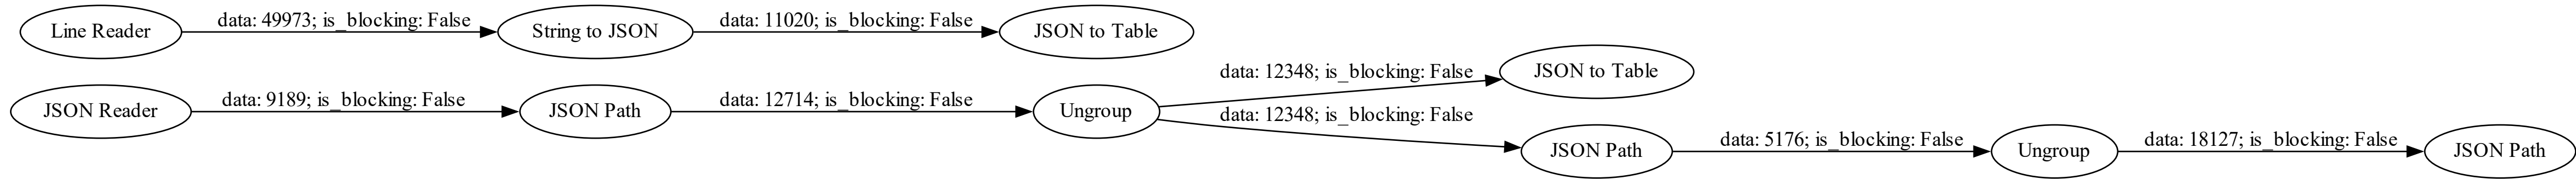 Line Reader
data: 49973; is_blocking: False
String to JSON
data: 11020; is_blocking: False
JSON to Table
JSON Reader
data: 9189; is_blocking: False
JSON Path
data: 12714; is_blocking: False
Ungroup
data: 12348; is_blocking: False
JSON to Table
data: 12348; is_blocking: False
JSON Path
data: 5176; is_blocking: False
Ungroup
data: 18127; is_blocking: False
JSON Path